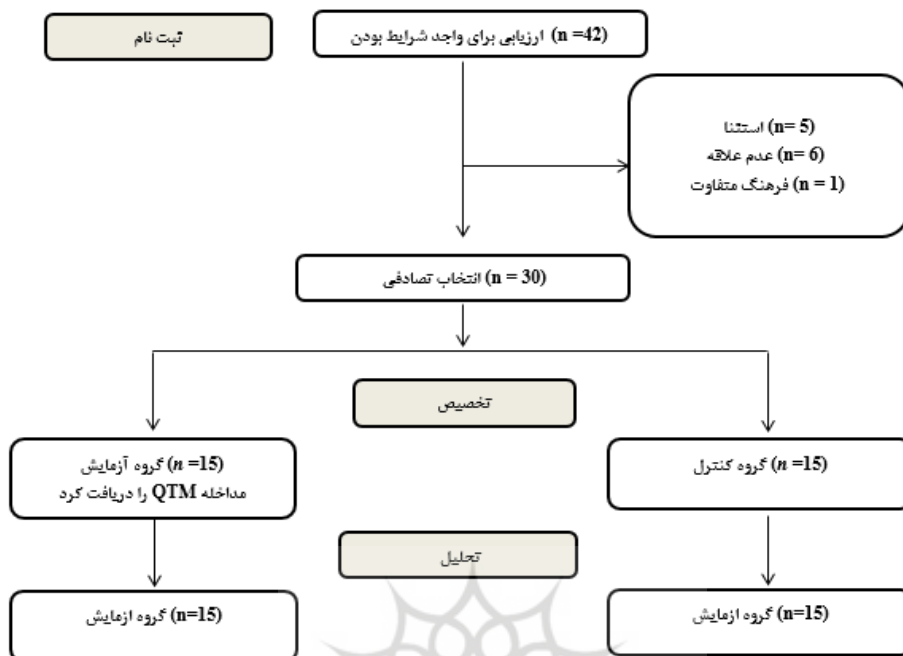 ثبت نام
ارزیابی برای واجد شرایط بودن (n =42)
استثنا (n= 5)
عدم علاقه (n= 6)
فرهنگ متفاوت (n = 1)
انتخاب تصادفی (n = 30)
تخصیص
گروه کنترل (n =15)
گروه آزمایش (n =15)
مداخله QTM را دریافت کرد
تحلیل
گروه ازمایش (n=15)
گروه ازمایش (n=15)